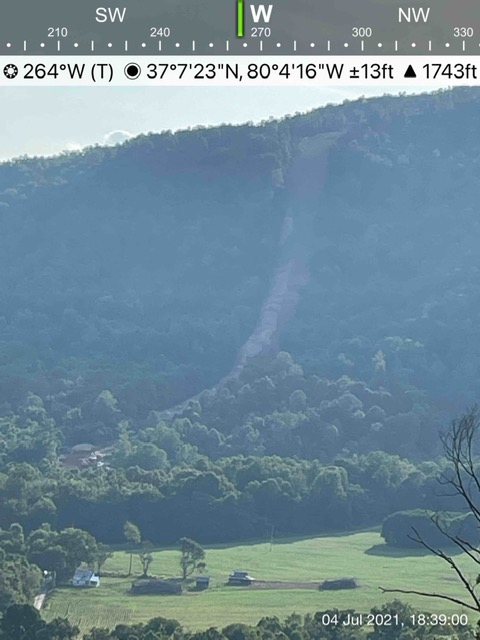 SW W NW
210 240 270 300 330
264°W (T) 37°7'23"N, 80°4'16"W ±13ft ▲ 1743ft
04 Jul 2021, 18:39:00